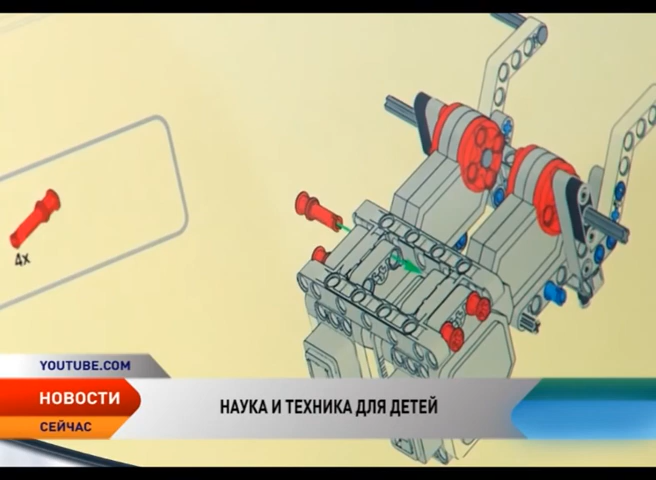 4x
YOUTUBE.COM
НОВОСТИ
СЕЙЧАС
НАУКА И ТЕХНИКА ДЛЯ ДЕТЕЙ